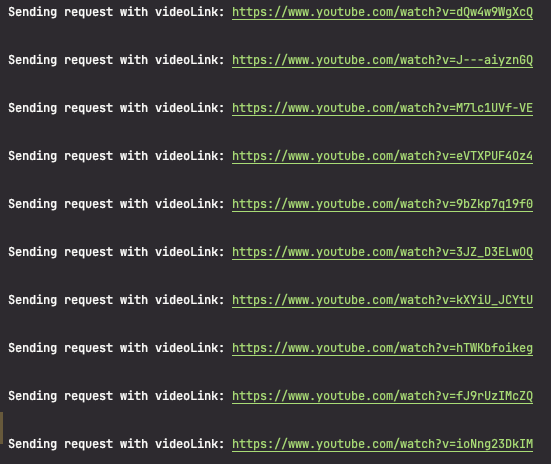 Sending request with videoLink: https://www.youtube.com/watch?v=dQw4w9WgXcQ
Sending request with videoLink: https://www.youtube.com/watch?v=J---aiyznGQ
Sending request with videoLink: https://www.youtube.com/watch?v=M7lc1UVf-VE
Sending request with videoLink: https://www.youtube.com/watch?v=eVTXPUF4Oz4
Sending request with videoLink: https://www.youtube.com/watch?v=9bZkp7q19f0
Sending request with videoLink: https://www.youtube.com/watch?v=3JZ_D3ELwOQ
Sending request with videoLink: https://www.youtube.com/watch?v=kXYiU_JCYtU
Sending request with videoLink: https://www.youtube.com/watch?v=hTWKbfoikeg
Sending request with videoLink: https://www.youtube.com/watch?v=fJ9rUzIMcZQ
Sending request with videoLink: https://www.youtube.com/watch?v=ioNng23DkIM